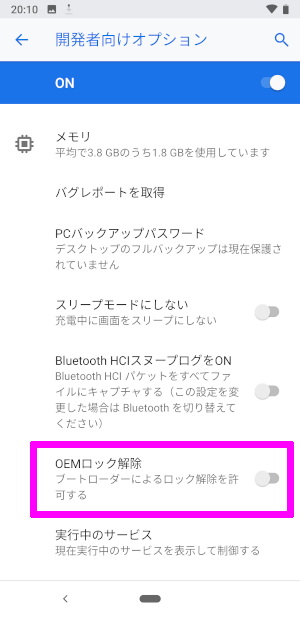 20:10
開発者向けオプション
ON
メモリ
平均で3.8 GBのうち1.8 GBを使用しています
バグレポートを取得
PCバックアップパスワード
デスクトップのフルバックアップは現在保護さ
れていません
スリープモードにしない
充電中に画面をスリープにしない
Bluetooth HCIスヌープログをON
Bluetooth HCI パケットをすべてファ
イルにキャプチャする（この設定を変
更した場合は Bluetooth を切り替えて
ください）
OEMロック解除
ブートローダーによるロック解除を許
可する
実行中のサービス
現在実行中のサービスを表示して制御する